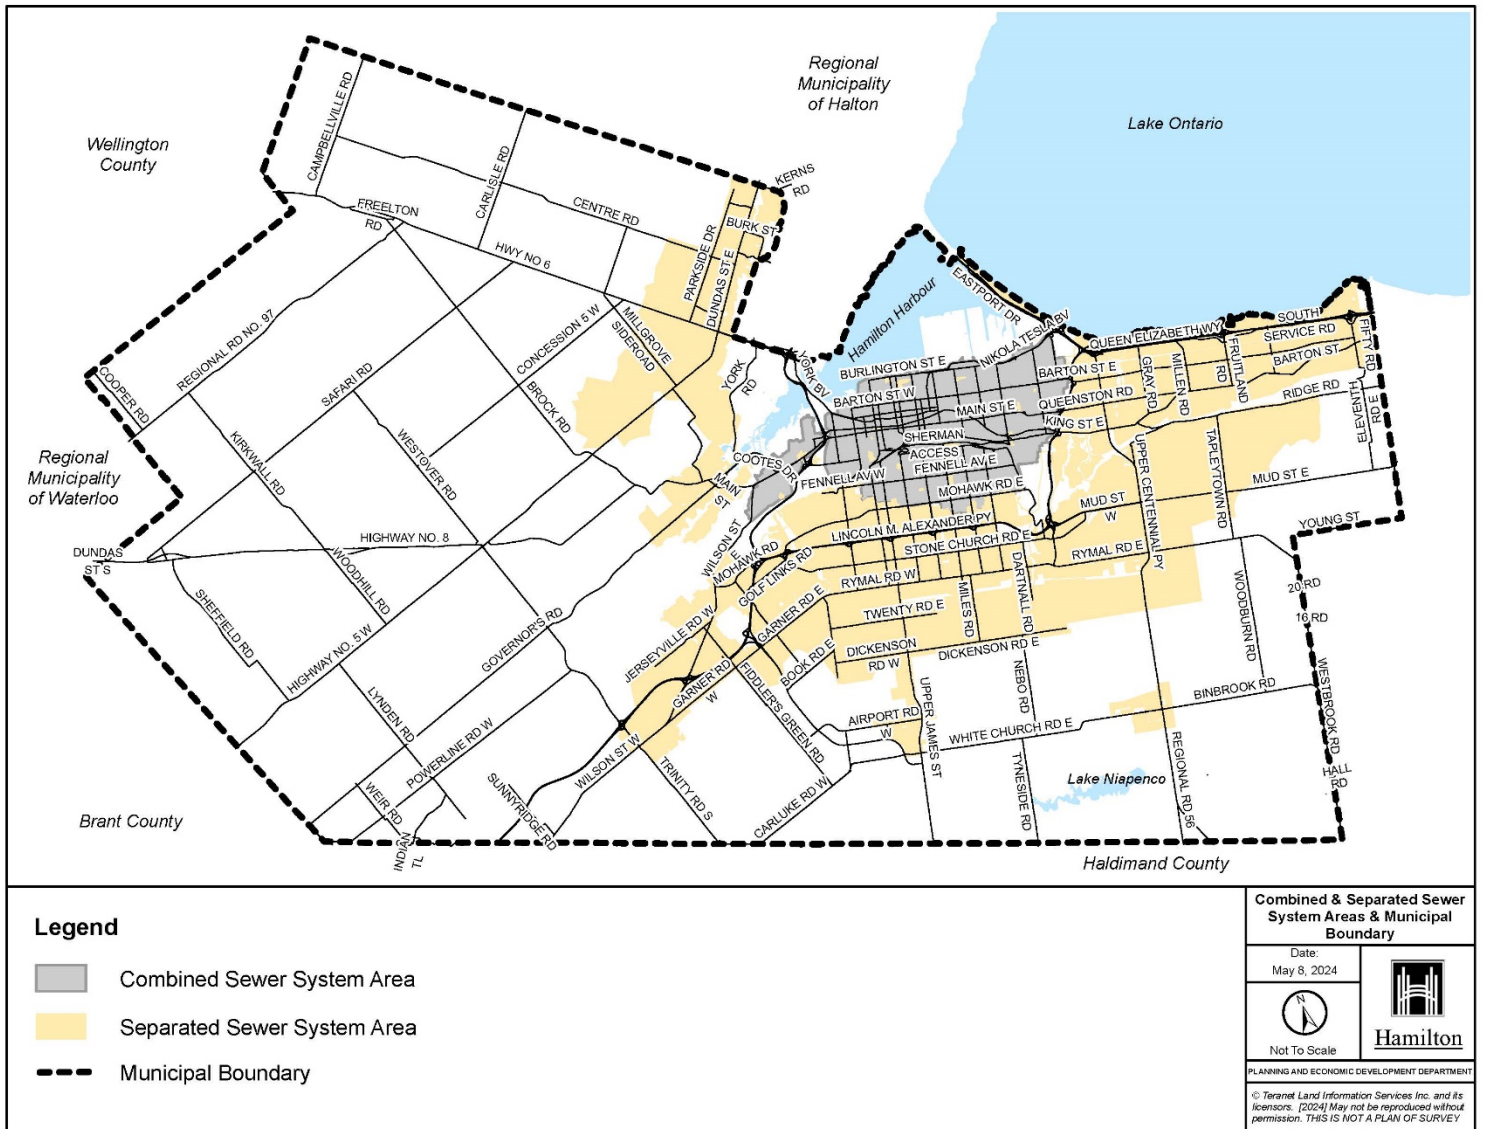 Regional
Municipality
of Halton
Lake Ontario
Wellington
County
CAMPBELLVILLE RD
CARLISLE RD
KERNS
RD
FREELTON
RD
CENTRE RD
BURK ST
PARKSIDE DR
DUNDAS ST E
HWY NO 6
EASTPORT DR
Hamilton Harbour
MILLGROVE
SIDEROAD
CONCESSION 5 W
REGIONAL RD NO. 97
NIKOLA TESLA BV
QUEEN ELIZABETH WY
SOUTH
SERVICE RD
BURLINGTON ST E
YORK BV
YORK
RD
BARTON ST
BARTON ST E
BARTON ST W
FIFTY RD
FRUITLAND
RD
MILLEN RD
GRAY RD
COOPER RD
SAFARI RD
BROCK RD
QUEENSTON RD
MAIN ST E
RIDGE RD
KING ST E
ELEVENTH
RD E
SHERMAN
ACCESS
FENNELL AV E
FENNELL AV W
COOTES DR
MAIN
ST
KIRKWALL RD
WESTOVER RD
Regional
Municipality
of Waterloo
UPPER CENTENNIAL PY
TAPLEYTOWN RD
MUD ST E
MUD ST
W
MOHAWK RD E
YOUNG ST
LINCOLN M. ALEXANDER PY
STONE CHURCH RD E
WILSON ST
E
MOHAWK RD
GOLF LINKS RD
HIGHWAY NO. 8
DUNDAS
ST S
WOODHILL RD
SHEFFIELD RD
RYMAL RD E
RYMAL RD W
DARTNALL RD
MILES RD
TWENTY RD E
WOODBURN RD
20 RD
16 RD
GARNER RD E
GOVERNOR'S RD
JERSEYVILLE RD W
HIGHWAY NO. 5 W
BOOK RD E
DICKENSON
RD W
DICKENSON RD E
GARNER RD
W
FIDDLER'S GREEN RD
NEBO RD
BINBROOK RD
WESTBROOK RD
LYNDEN RD
POWERLINE RD W
AIRPORT RD
W
UPPER JAMES ST
WHITE CHURCH RD E
WILSON ST W
SUNNYRIDGE RD
TRINITY RD S
CARLUKE RD W
TYNESIDE RD
Lake Niapenco
REGIONAL RD 56
HALL
RD
WEIR RD
INDIAN
TL
Brant County
Haldimand County
Legend
Combined Sewer System Area
Separated Sewer System Area
Municipal Boundary
Combined & Separated Sewer
System Areas & Municipal
Boundary
Date:
May 8, 2024
N
Not To Scale
Hamilton
PLANNING AND ECONOMIC DEVELOPMENT DEPARTMENT
© Teranet Land Information Services Inc. and its
licensors. [2024] May not be reproduced without
permission. THIS IS NOT A PLAN OF SURVEY